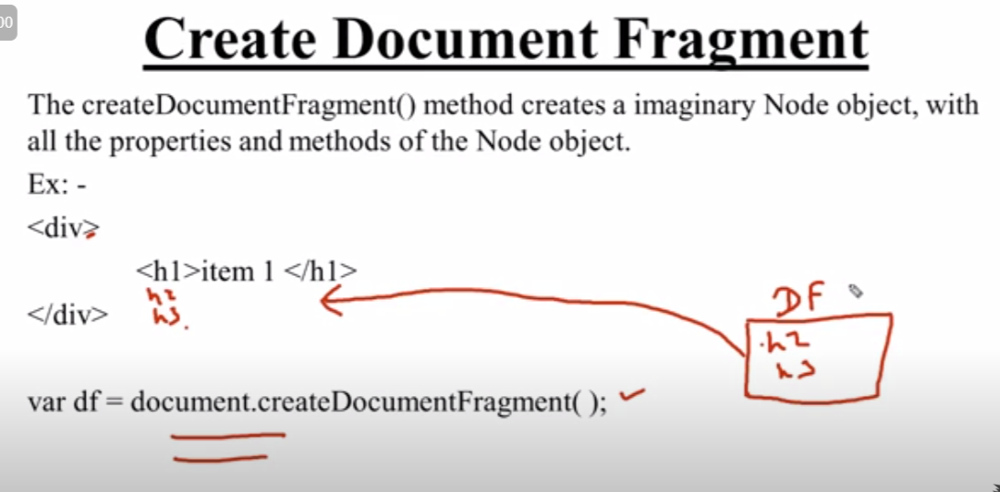 00
Create Document Fragment
The createDocumentFragment() method creates a imaginary Node object, with
all the properties and methods of the Node object.
Ex: -
<div>
<h1>item 1 </h1>
h2
h3.
</div>
DF
.h2
h3
var df = document.createDocumentFragment( );